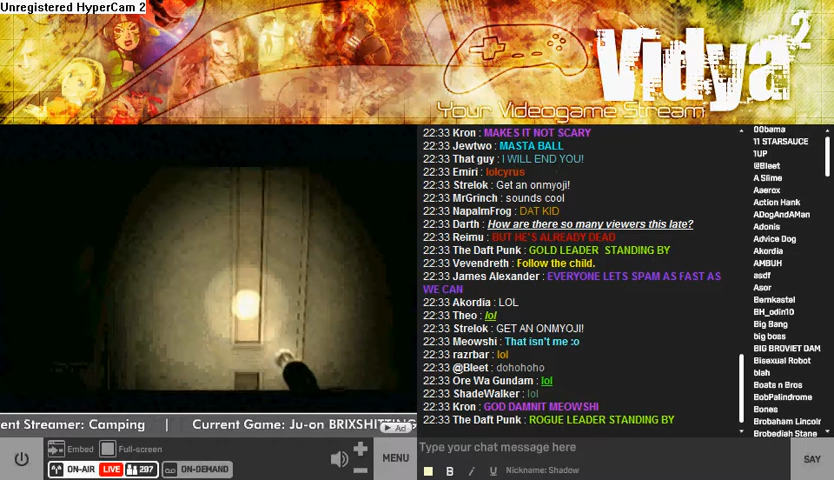 Unregistered HyperCam 2
Vidya²
Your Videogame Stream
22:33 Kron : MAKES IT NOT SCARY
22:33 Jewtwo : MASTA BALL
22:33 That guy : I WILL END YOU!
22:33 Emiri : lolcyrus
22:33 Strelok : Get an onmyoji!
22:33 MrGrinch : sounds cool
22:33 NapalmFrog : DAT KID
22:33 Darth : How are there so many viewers this late?
22:33 Reimu : BUT HE'S ALREADY DEAD
22:33 The Daft Punk : GOLD LEADER STANDING BY
22:33 Vevendreth : Follow the child.
22:33 James Alexander : EVERYONE LETS SPAM AS FAST AS
WE CAN
22:33 Akordia : LOL
22:33 Theo : lol
22:33 Strelok : GET AN ONMYOJI!
22:33 Meowshi : That isn't me :o
22:33 razrbar : lol
22:33 @Bleet : dohohoho
22:33 Ore Wa Gundam : lol
22:33 ShadeWalker : lol
22:33 Kron : GOD DAMNIT MEOWSHI
22:33 The Daft Punk : ROGUE LEADER STANDING BY
00bama
11 STARSAUCE
1UP
@Bleet
A Slime
Aaerox
Action Hank
ADogAndAMan
Adonis
Advice Dog
Akordia
AMBUH
asdf
Asor
Bernkastel
BH_odin10
Big Bang
big boss
BIG BROVIET DAM
Bisexual Robot
blah
Boats n Bros
BobPalindrome
Bones
Brobaham Lincoln
Brobediah Stane
ent Streamer: Camping | Current Game: Ju-on BRIXSHITTING
Ad
Embed
Full-screen
ON-AIR LIVE 297 ON-DEMAND
MENU
Type your chat message here
B I U Nickname: Shadow
SAY